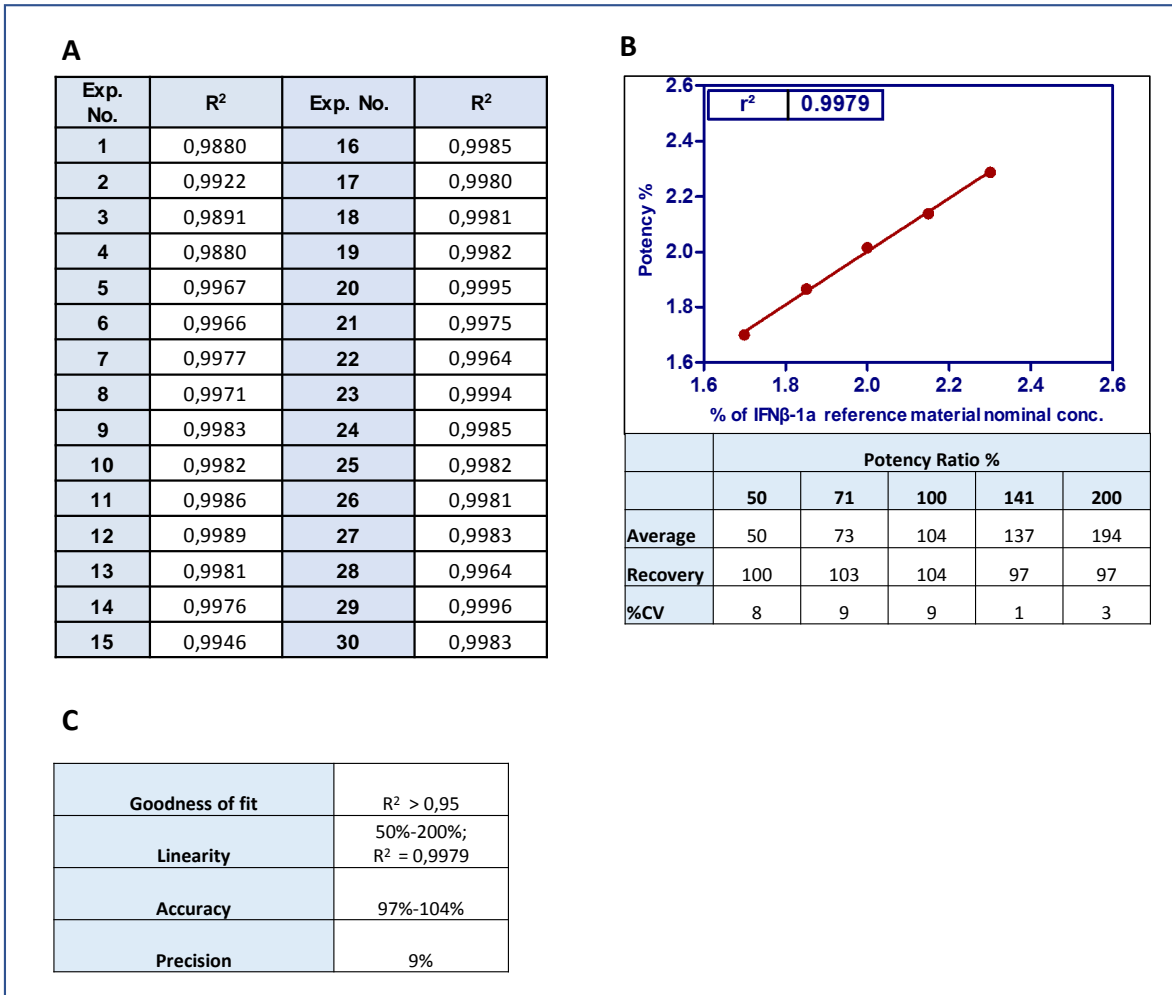 A
Exp. No. R² Exp. No. R²
1 0,9880 16 0,9985
2 0,9922 17 0,9980
3 0,9891 18 0,9981
4 0,9880 19 0,9982
5 0,9967 20 0,9995
6 0,9966 21 0,9975
7 0,9977 22 0,9964
8 0,9971 23 0,9994
9 0,9983 24 0,9985
10 0,9982 25 0,9982
11 0,9986 26 0,9981
12 0,9989 27 0,9983
13 0,9981 28 0,9964
14 0,9976 29 0,9996
15 0,9946 30 0,9983
B
r² 0.9979
Potency %
2.6
2.4
2.2
2.0
1.8
1.6
1.6 1.8 2.0 2.2 2.4 2.6
% of IFNβ-1a reference material nominal conc.
Potency Ratio %
50 71 100 141 200
Average 50 73 104 137 194
Recovery 100 103 104 97 97
%CV 8 9 9 1 3
C
Goodness of fit R² > 0,95
Linearity 50%-200%;
R² = 0,9979
Accuracy 97%-104%
Precision 9%